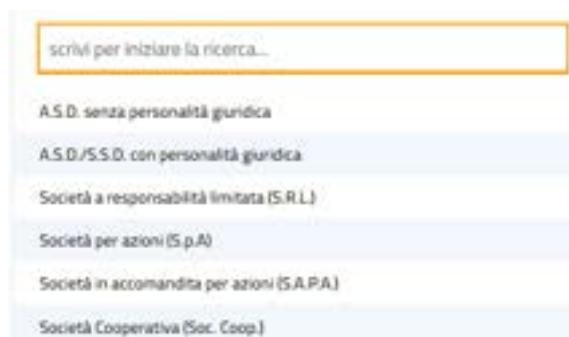 scrivi per iniziare la ricerca...
A.S.D. senza personalità giuridica
A.S.D./S.S.D. con personalità giuridica
Società a responsabilità limitata (S.R.L.)
Società per azioni (S.p.A)
Società in accomandita per azioni (S.A.P.A.)
Società Cooperativa (Soc. Coop.)